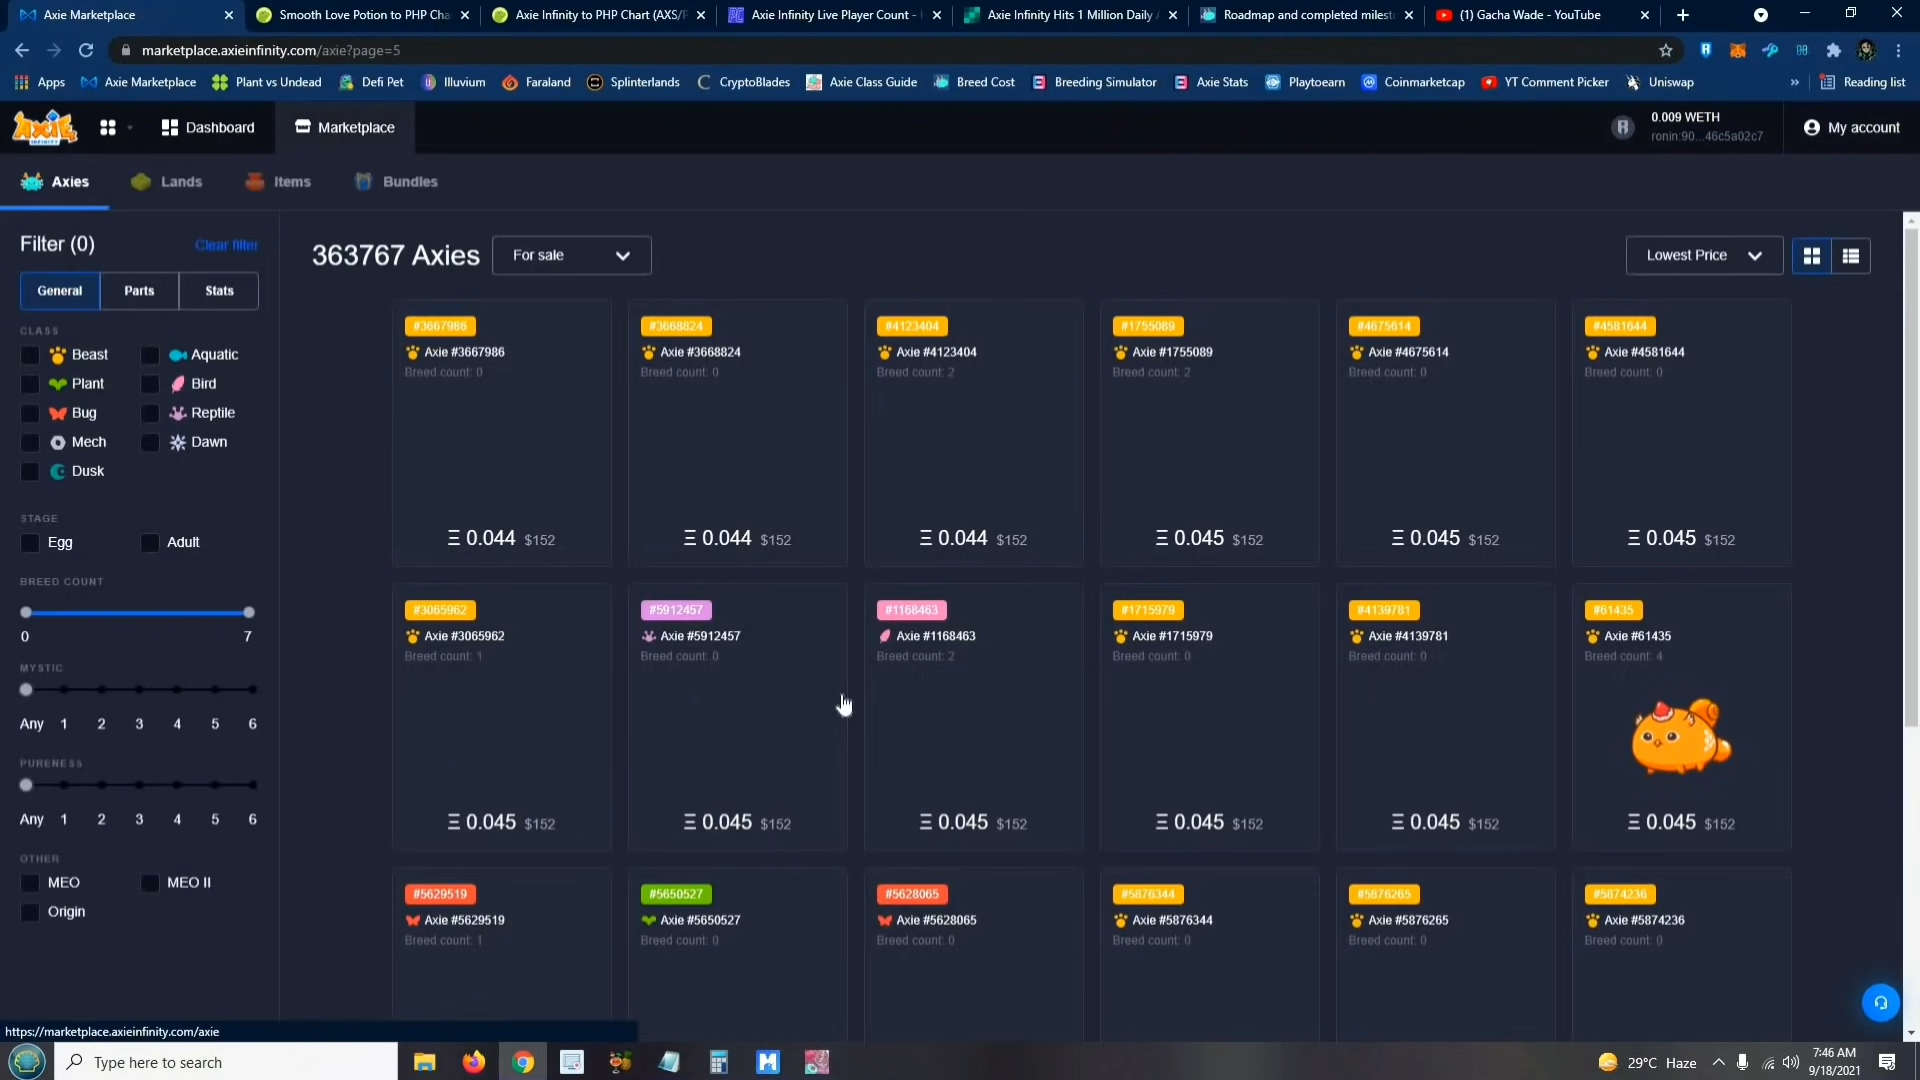 Axie Marketplace
Smooth Love Potion to PHP Cha
Axie Infinity to PHP Chart (AXS/P
Axie Infinity Live Player Count -
Axie Infinity Hits 1 Million Daily
Roadmap and completed milest
(1) Gacha Wade - YouTube
marketplace.axieinfinity.com/axie?page=5
Apps
Axie Marketplace
Plant vs Undead
Defi Pet
Illuvium
Faraland
Splinterlands
CryptoBlades
Axie Class Guide
Breed Cost
Breeding Simulator
Axie Stats
Playtoearn
Coinmarketcap
YT Comment Picker
Uniswap
Reading list
AXIE INFINITY
Dashboard
Marketplace
0.009 WETH
ronin:90...46c5a02c7
My account
Axies
Lands
Items
Bundles
Filter (0)
Clear filter
General
Parts
Stats
CLASS
Beast
Aquatic
Plant
Bird
Bug
Reptile
Mech
Dawn
Dusk
STAGE
Egg
Adult
BREED COUNT
0
7
MYSTIC
Any 1 2 3 4 5 6
PURENESS
Any 1 2 3 4 5 6
OTHER
MEO
MEO II
Origin
363767 Axies
For sale
Lowest Price
#3667986
Axie #3667986
Breed count: 0
Ξ 0.044 $152
#3668824
Axie #3668824
Breed count: 0
Ξ 0.044 $152
#4123404
Axie #4123404
Breed count: 2
Ξ 0.044 $152
#1755089
Axie #1755089
Breed count: 2
Ξ 0.045 $152
#4675614
Axie #4675614
Breed count: 0
Ξ 0.045 $152
#4581644
Axie #4581644
Breed count: 0
Ξ 0.045 $152
#3065962
Axie #3065962
Breed count: 1
Ξ 0.045 $152
#5912457
Axie #5912457
Breed count: 0
Ξ 0.045 $152
#1168463
Axie #1168463
Breed count: 2
Ξ 0.045 $152
#1715979
Axie #1715979
Breed count: 0
Ξ 0.045 $152
#4139781
Axie #4139781
Breed count: 0
Ξ 0.045 $152
#61435
Axie #61435
Breed count: 4
Ξ 0.045 $152
#5629519
Axie #5629519
Breed count: 1
#5650527
Axie #5650527
Breed count: 0
#5628065
Axie #5628065
Breed count: 0
#5876344
Axie #5876344
Breed count: 0
#5876265
Axie #5876265
Breed count: 0
#5874236
Axie #5874236
Breed count: 0
https://marketplace.axieinfinity.com/axie
Type here to search
29°C Haze
7:46 AM
9/18/2021